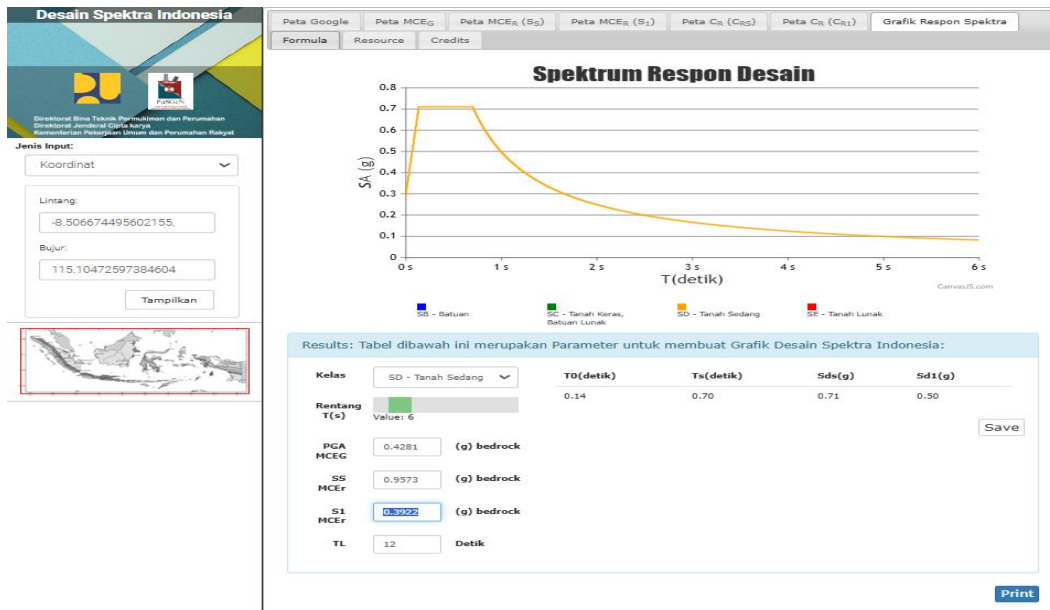 Desain Spektra Indonesia
PUSGeN
Direktorat Bina Teknik Permukiman dan Perumahan
Direktorat Jenderal Cipta Karya
Kementerian Pekerjaan Umum dan Perumahan Rakyat
Jenis Input:
Koordinat
Lintang:
-8.506674495602155,
Bujur:
115.10472597384604
Tampilkan
Peta Google Peta MCEG Peta MCER (SS) Peta MCER (S1) Peta CR (CRS) Peta CR (CR1) Grafik Respon Spektra
Formula Resource Credits
Spektrum Respon Desain
SA (g)
0.8
0.7
0.6
0.5
0.4
0.3
0.2
0.1
0
0 s 1 s 2 s 3 s 4 s 5 s 6 s
T(detik)
CanvasJS.com
SB - Batuan SC - Tanah Keras, SD - Tanah Sedang SE - Tanah Lunak
Batuan Lunak
Results: Tabel dibawah ini merupakan Parameter untuk membuat Grafik Desain Spektra Indonesia:
Kelas SD - Tanah Sedang
Rentang
T(s) Value: 6
PGA 0.4281 (g) bedrock
MCEG
SS 0.9573 (g) bedrock
MCEr
S1 0.3922 (g) bedrock
MCEr
TL 12 Detik
T0(detik) Ts(detik) Sds(g) Sd1(g)
0.14 0.70 0.71 0.50
Save
Print